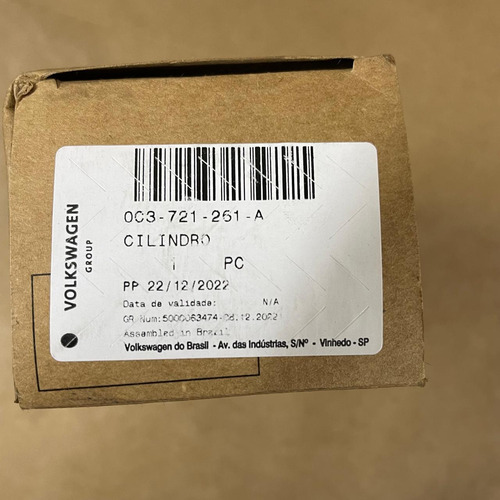 VOLKSWAGEN
GROUP
0C3-721-261-A
CILINDRO
1 PC
PP 22/12/2022
Data de validade: N/A
GR Num:5000063474-08.12.2022
Assembled in Brazil
Volkswagen do Brasil - Av. das Indústrias, S/Nº - Vinhedo - SP